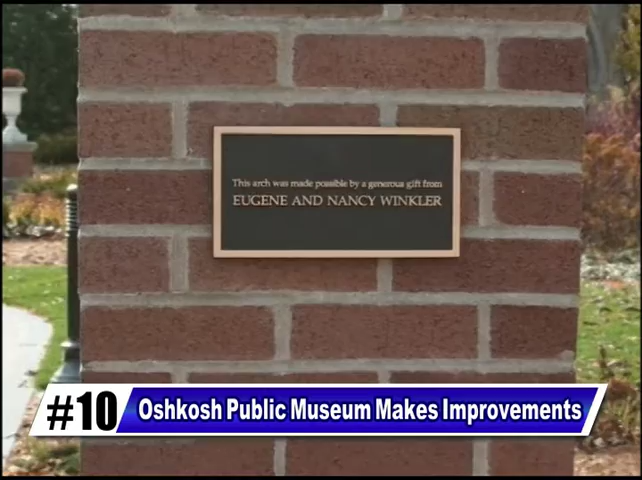 This arch was made possible by a generous gift from
EUGENE AND NANCY WINKLER
#10 Oshkosh Public Museum Makes Improvements